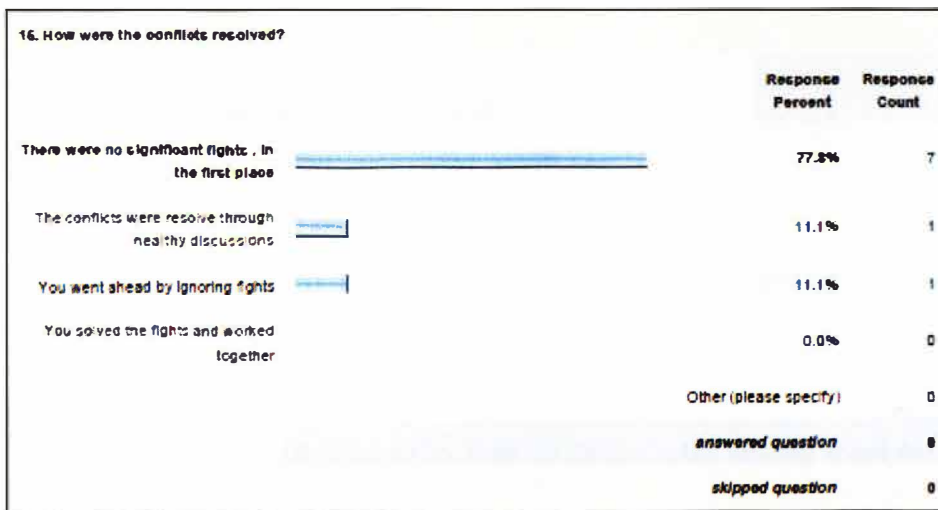 16. How were the conflicts resolved?
Response Response
Percent Count
There were no significant fights , in
the first place
77.8% 7
The conflicts were resolve through
healthy discussions
11.1% 1
You went ahead by ignoring fights
11.1% 1
You solved the fights and worked
together
0.0% 0
Other (please specify) 0
answered question
skipped question 0